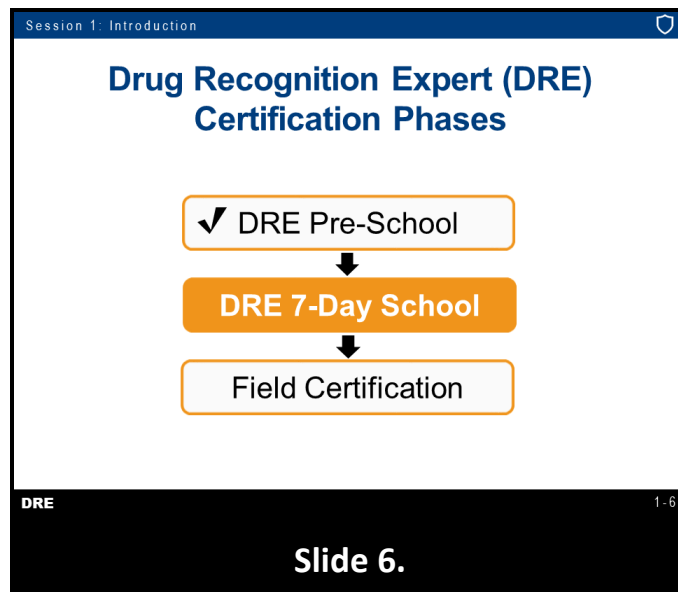 Session 1: Introduction
Drug Recognition Expert (DRE)
Certification Phases
DRE Pre-School
DRE 7-Day School
Field Certification
DRE
1-6
Slide 6.